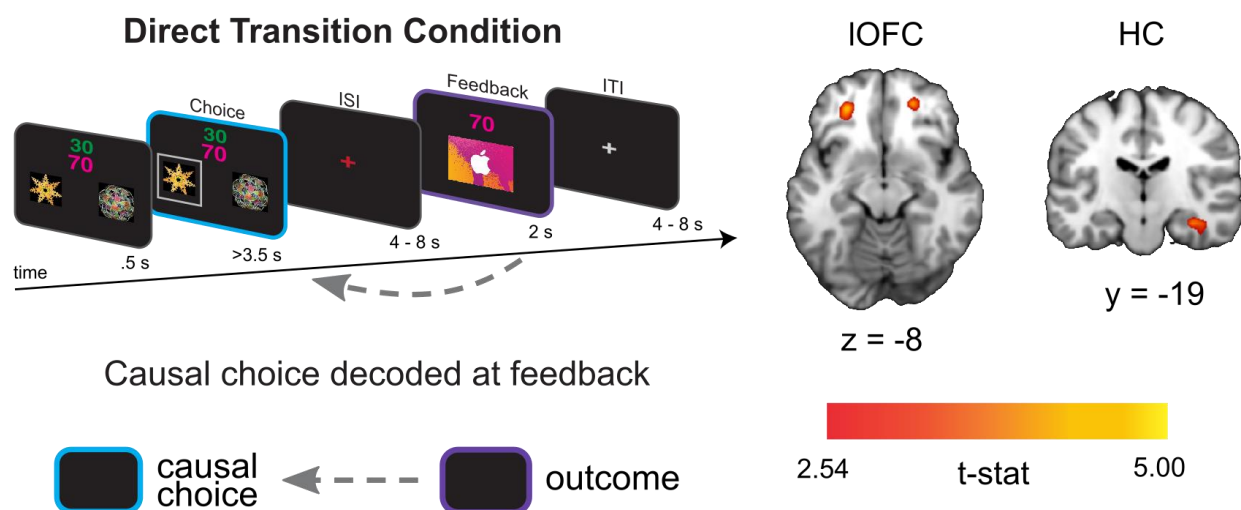 Direct Transition Condition
Choice
ISI
Feedback
ITI
30
70
30
70
70
.5 s
>3.5 s
4 - 8 s
2 s
4 - 8 s
time
Causal choice decoded at feedback
causal
choice
outcome
lOFC
HC
z = -8
y = -19
2.54
t-stat
5.00